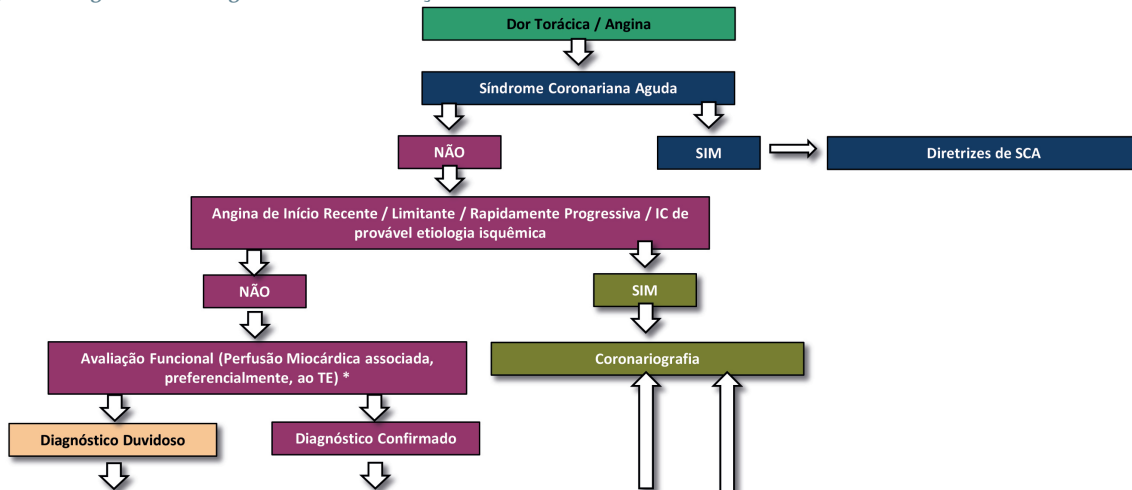 Dor Torácica / Angina
Síndrome Coronariana Aguda
NÃO
SIM
Diretrizes de SCA
Angina de Início Recente / Limitante / Rapidamente Progressiva / IC de
provável etiologia isquêmica
NÃO
SIM
Avaliação Funcional (Perfusão Miocárdica associada,
preferencialmente, ao TE) *
Coronariografia
Diagnóstico Duvidoso
Diagnóstico Confirmado